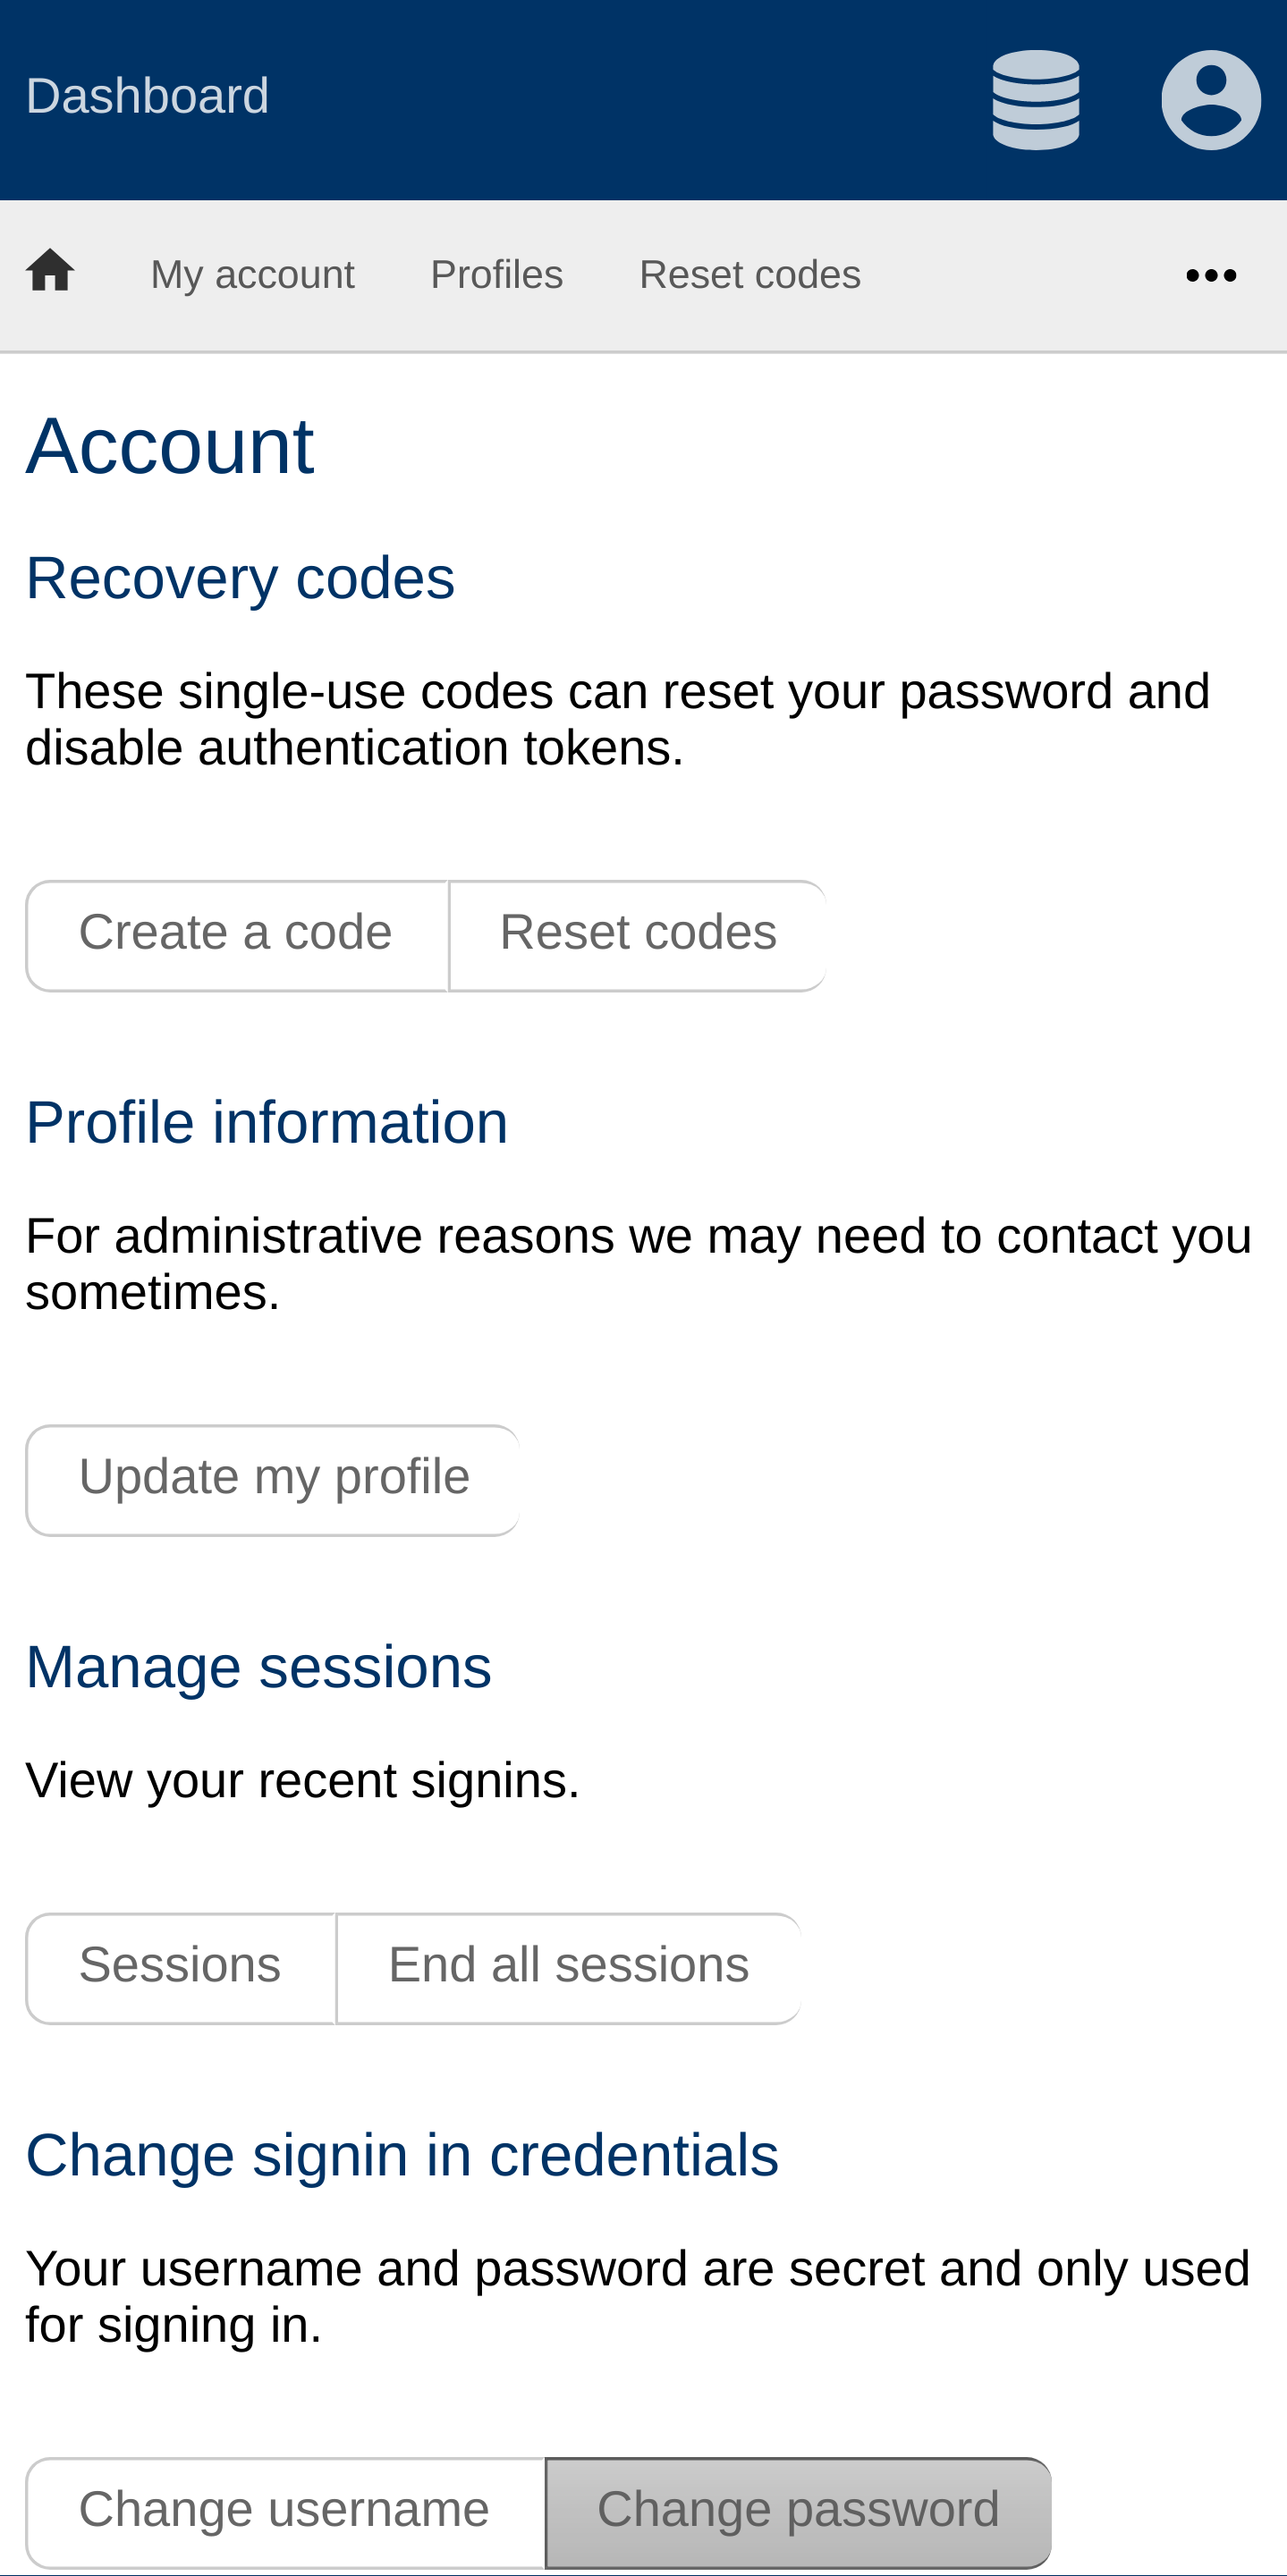 Dashboard
My account Profiles Reset codes
Account
Recovery codes
These single-use codes can reset your password and
disable authentication tokens.
Create a code Reset codes
Profile information
For administrative reasons we may need to contact you
sometimes.
Update my profile
Manage sessions
View your recent signins.
Sessions End all sessions
Change signin in credentials
Your username and password are secret and only used
for signing in.
Change username Change password